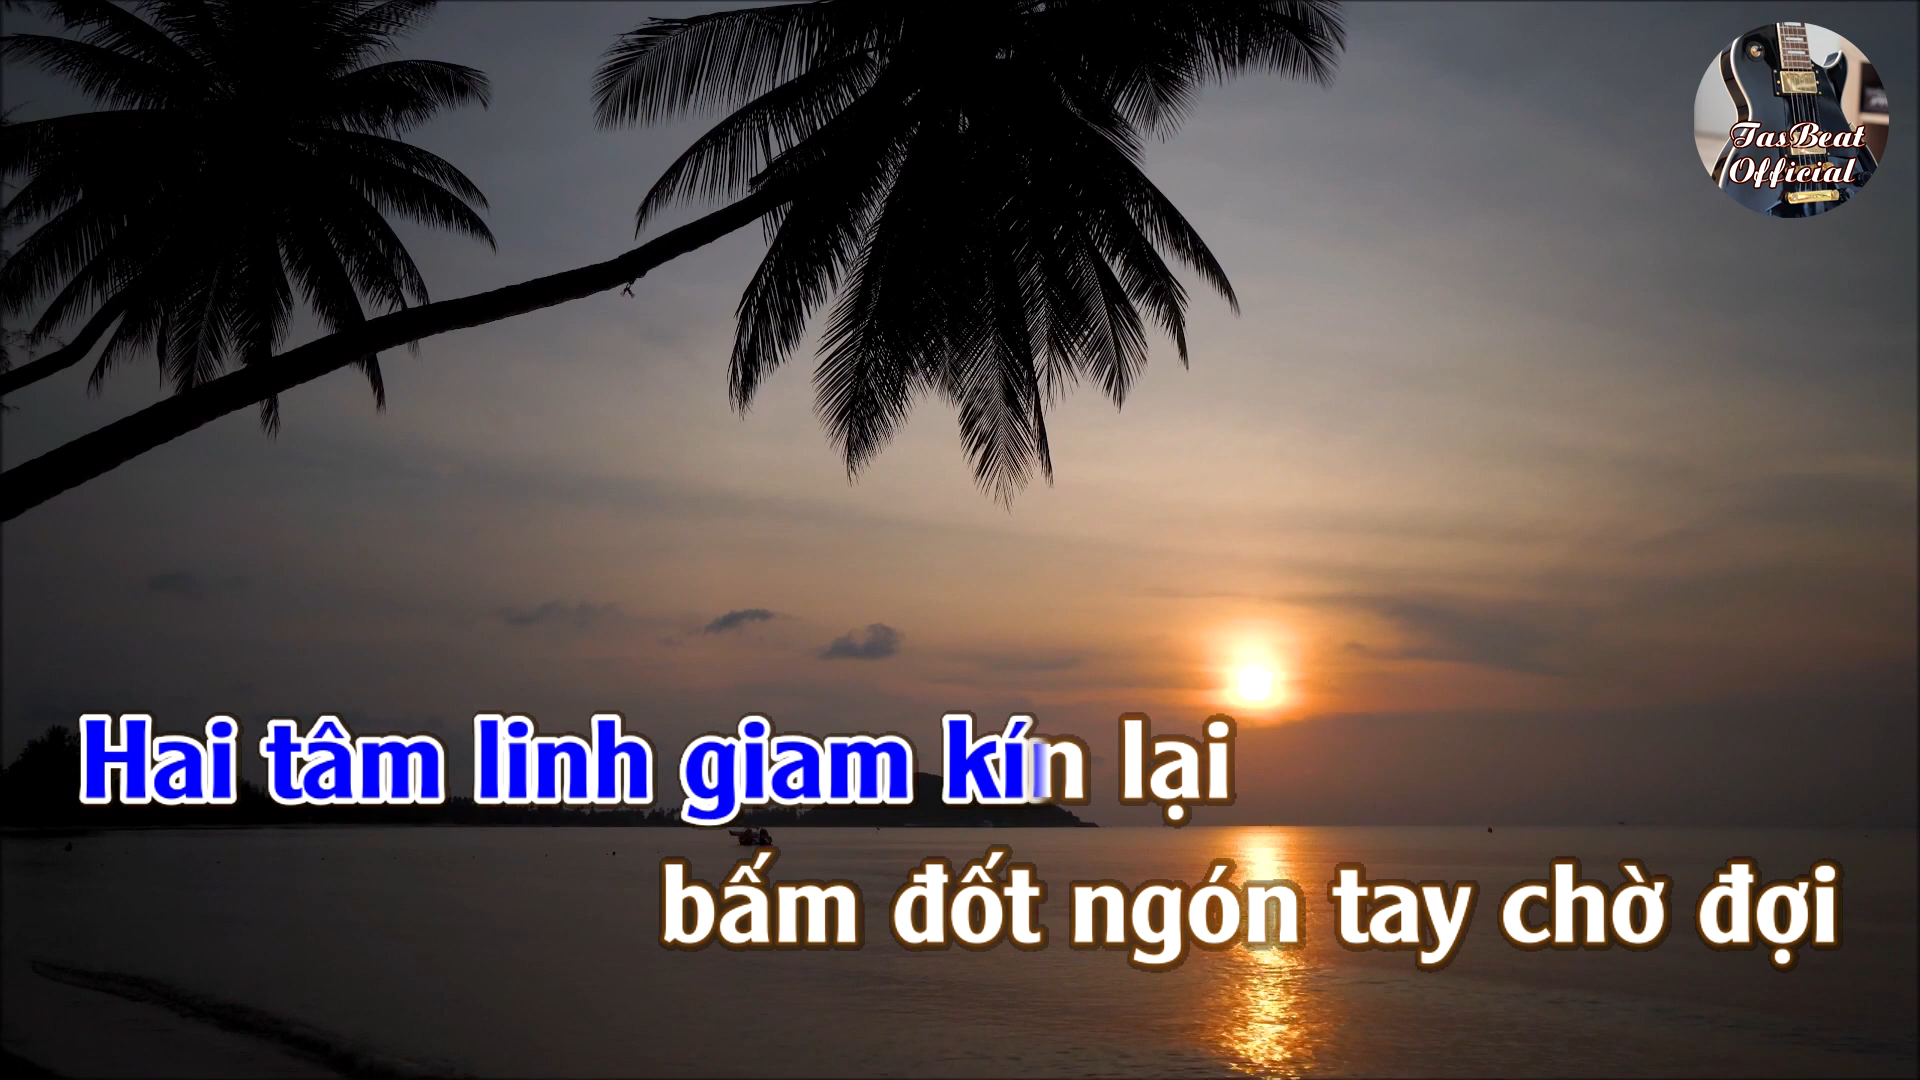 TasBeat
Official
Hai tâm linh giam kín lại
bấm đốt ngón tay chờ đợi